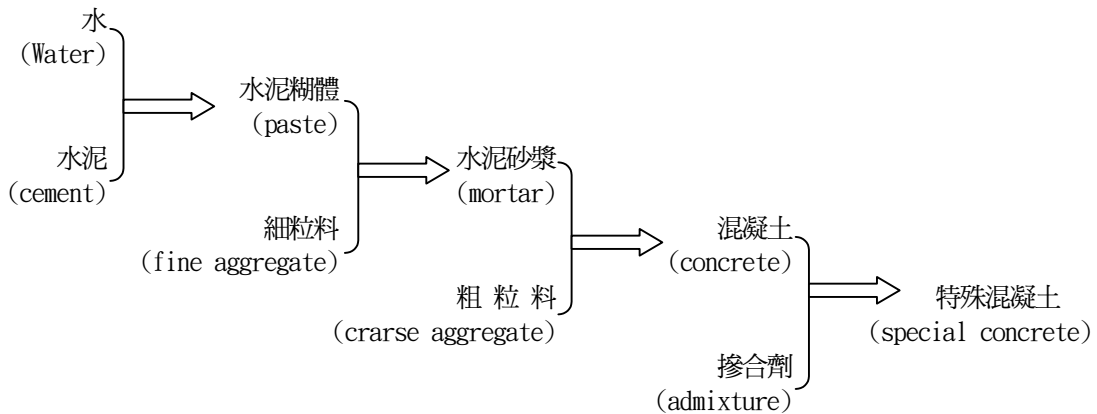 水
(Water)
水泥
(cement)
水泥糊體
(paste)
細粒料
(fine aggregate)
水泥砂漿
(mortar)
粗 粒 料
(crarse aggregate)
混凝土
(concrete)
摻合劑
(admixture)
特殊混凝土
(special concrete)